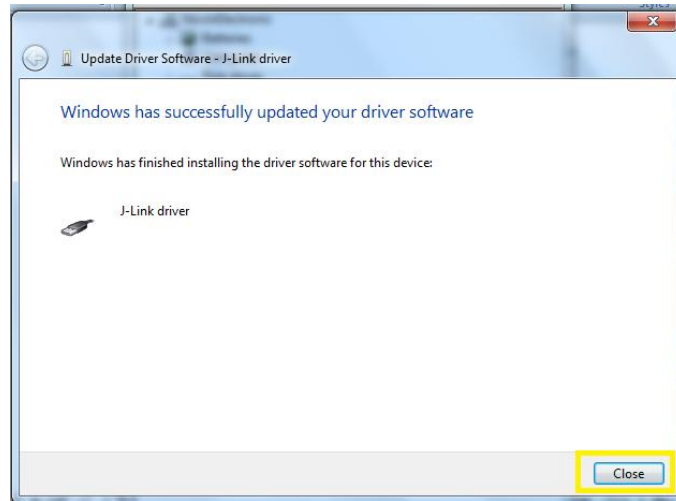 Update Driver Software - J-Link driver
Windows has successfully updated your driver software
Windows has finished installing the driver software for this device:
J-Link driver
Close